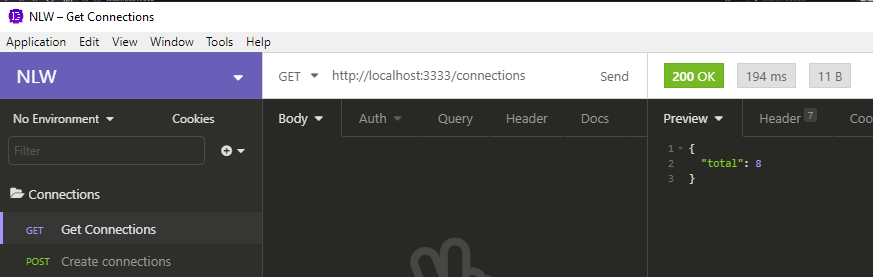 NLW – Get Connections
Application Edit View Window Tools Help
NLW
GET http://localhost:3333/connections Send
200 OK 194 ms 11 B
No Environment Cookies
Body Auth Query Header Docs
Preview Header 7 Coo
Filter
1 {
2 "total": 8
3 }
Connections
GET Get Connections
POST Create connections